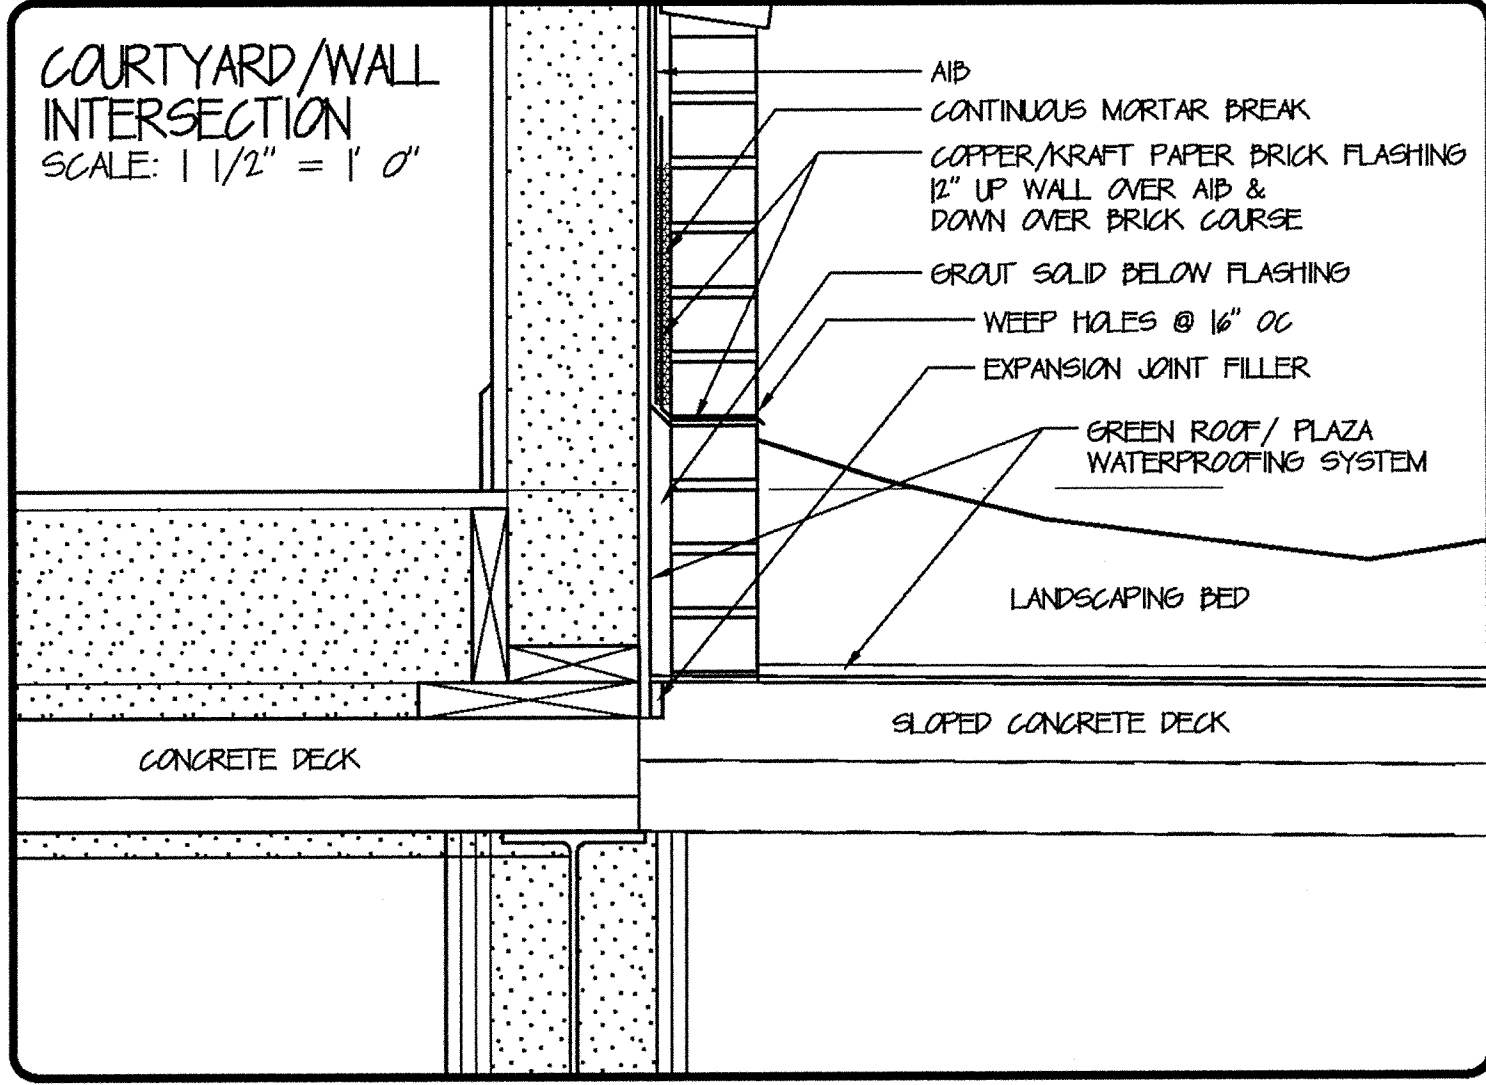 COURTYARD/WALL
INTERSECTION
SCALE: 1 1/2" = 1' 0"
AIB
CONTINUOUS MORTAR BREAK
COPPER/KRAFT PAPER BRICK FLASHING
12" UP WALL OVER AIB &
DOWN OVER BRICK COURSE
GROUT SOLID BELOW FLASHING
WEEP HOLES @ 16" OC
EXPANSION JOINT FILLER
GREEN ROOF/ PLAZA
WATERPROOFING SYSTEM
LANDSCAPING BED
SLOPED CONCRETE DECK
CONCRETE DECK